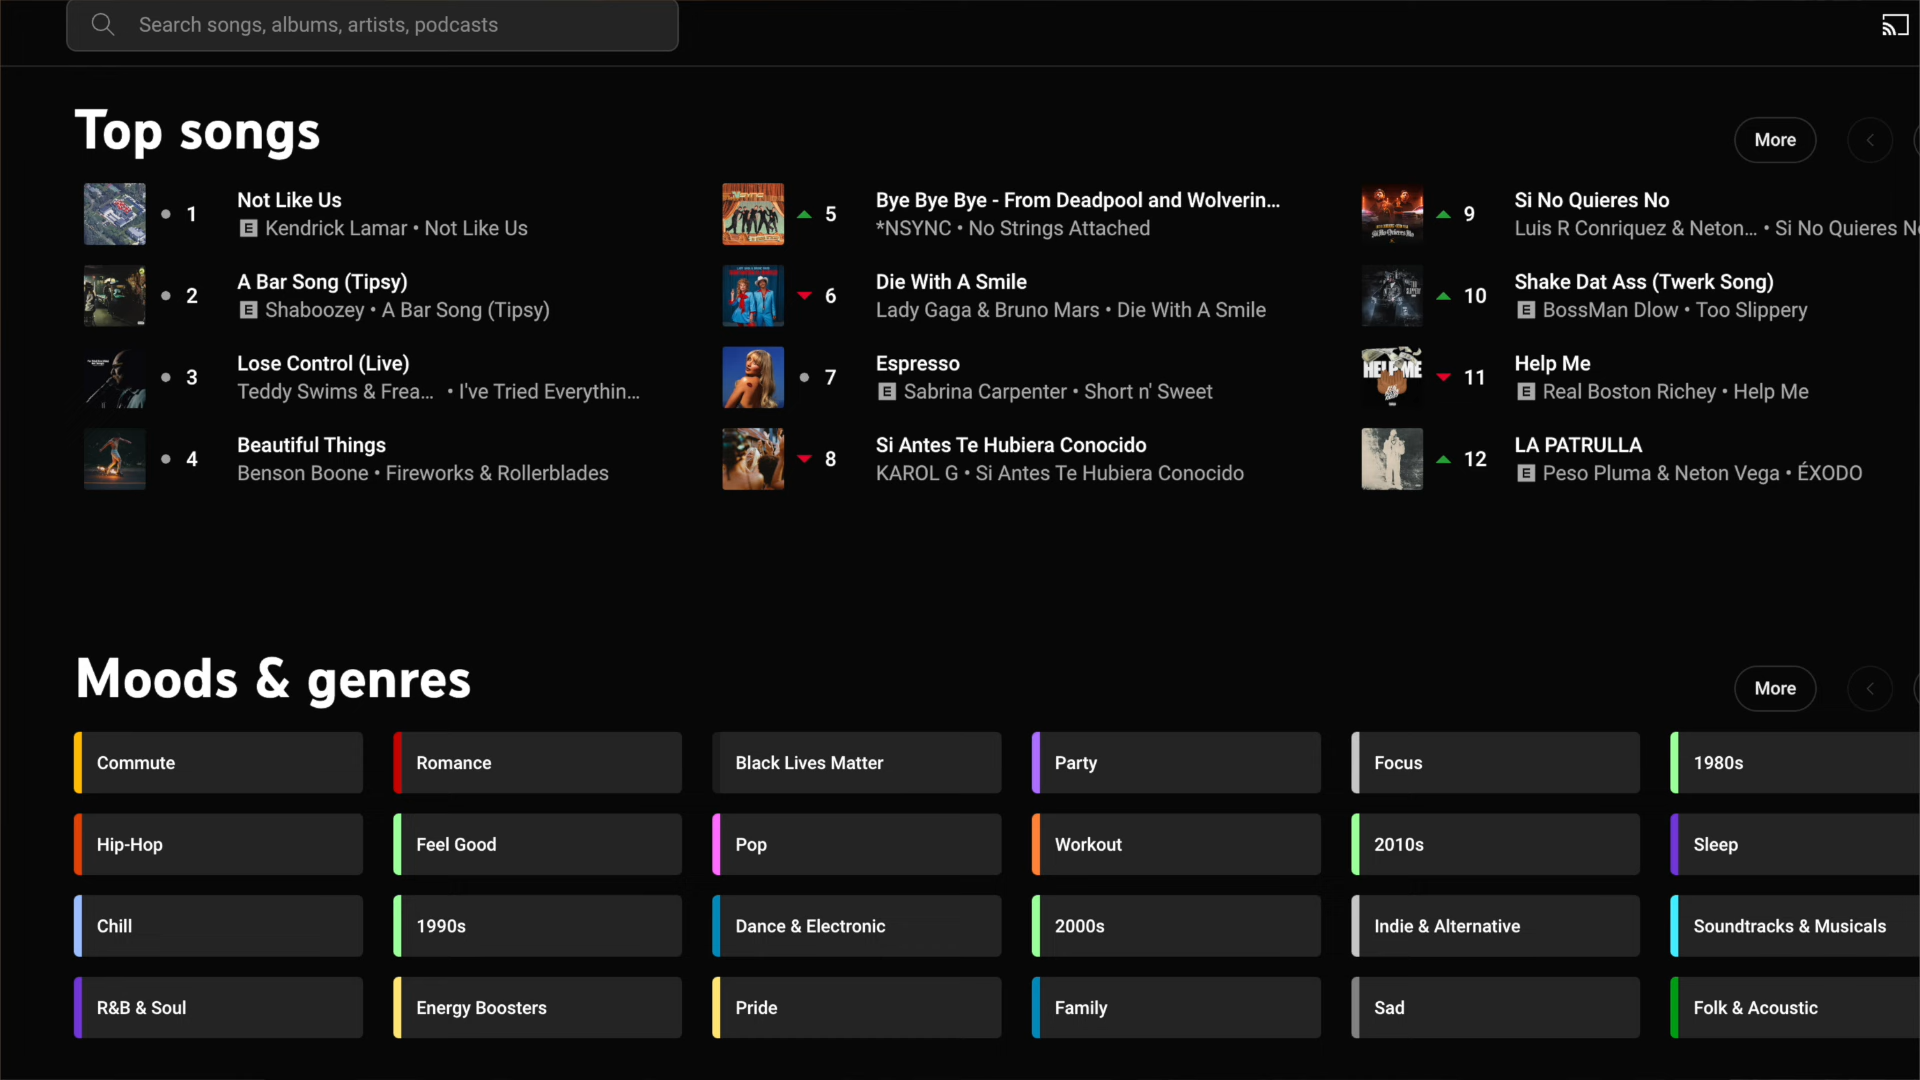 Search songs, albums, artists, podcasts
Top songs
More
1
Not Like Us
E Kendrick Lamar • Not Like Us
2
A Bar Song (Tipsy)
E Shaboozey • A Bar Song (Tipsy)
3
Lose Control (Live)
Teddy Swims & Frea… • I've Tried Everythin…
4
Beautiful Things
Benson Boone • Fireworks & Rollerblades
5
Bye Bye Bye - From Deadpool and Wolverin…
*NSYNC • No Strings Attached
6
Die With A Smile
Lady Gaga & Bruno Mars • Die With A Smile
7
Espresso
E Sabrina Carpenter • Short n' Sweet
8
Si Antes Te Hubiera Conocido
KAROL G • Si Antes Te Hubiera Conocido
9
Si No Quieres No
Luis R Conriquez & Neton… • Si No Quieres
10
Shake Dat Ass (Twerk Song)
E BossMan Dlow • Too Slippery
HELP ME
11
Help Me
E Real Boston Richey • Help Me
12
LA PATRULLA
E Peso Pluma & Neton Vega • ÉXODO
Moods & genres
More
Commute
Romance
Black Lives Matter
Party
Focus
1980s
Hip-Hop
Feel Good
Pop
Workout
2010s
Sleep
Chill
1990s
Dance & Electronic
2000s
Indie & Alternative
Soundtracks & Musicals
R&B & Soul
Energy Boosters
Pride
Family
Sad
Folk & Acoustic